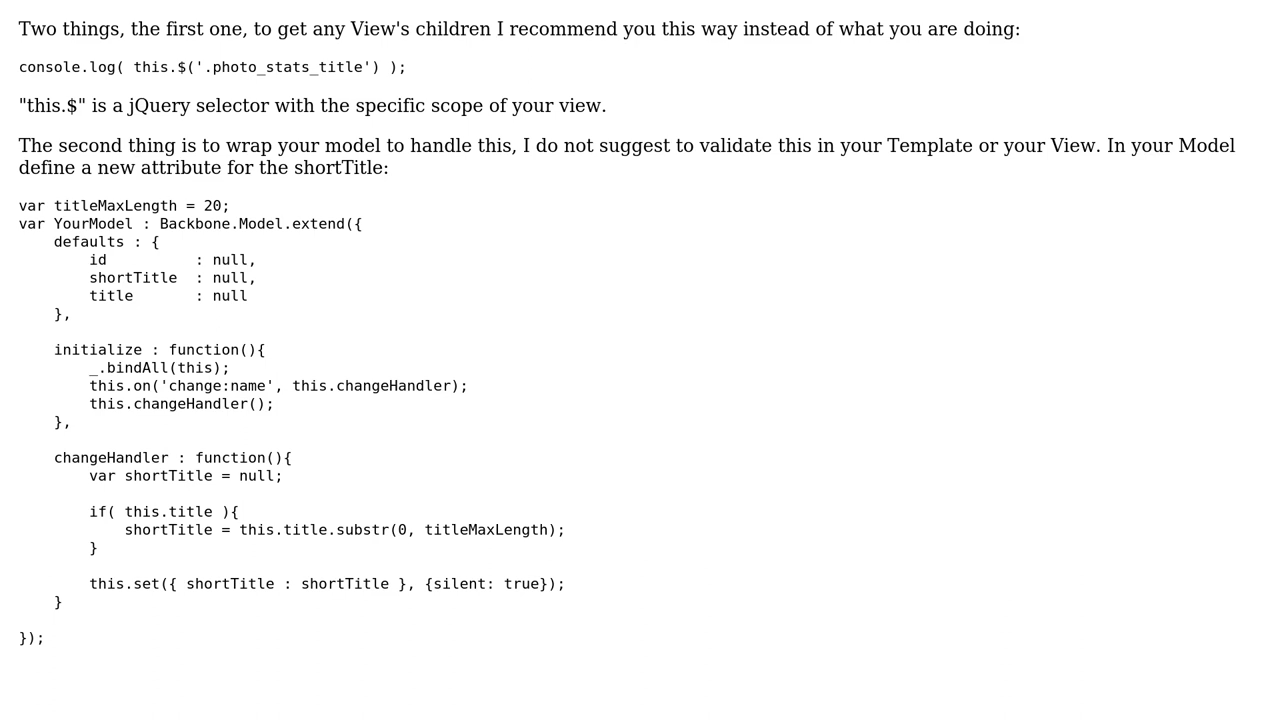 Two things, the first one, to get any View's children I recommend you this way instead of what you are doing:
console.log( this.$('.photo_stats_title') );
"this.$" is a jQuery selector with the specific scope of your view.
The second thing is to wrap your model to handle this, I do not suggest to validate this in your Template or your View. In your Model
define a new attribute for the shortTitle:
var titleMaxLength = 20;
var YourModel : Backbone.Model.extend({
    defaults : {
        id          : null,
        shortTitle  : null,
        title       : null
    },

    initialize : function(){
        _.bindAll(this);
        this.on('change:name', this.changeHandler);
        this.changeHandler();
    },

    changeHandler : function(){
        var shortTitle = null;

        if( this.title ){
            shortTitle = this.title.substr(0, titleMaxLength);
        }

        this.set({ shortTitle : shortTitle }, {silent: true});
    }

});